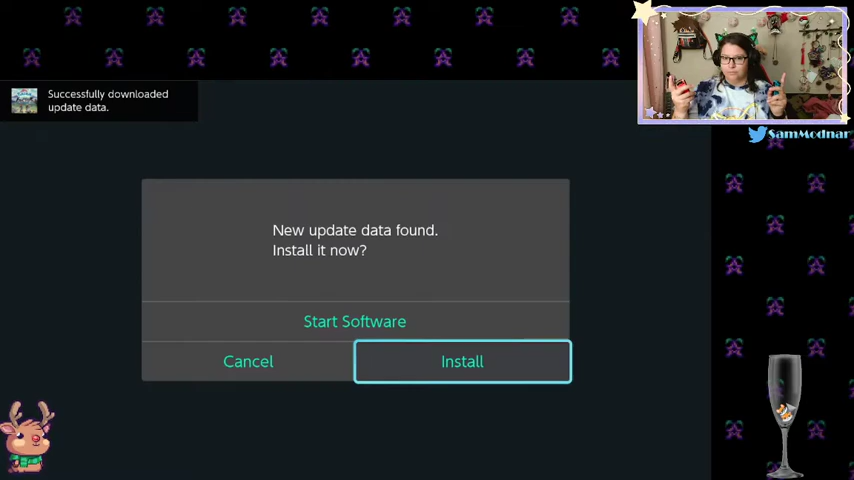 Successfully downloaded
update data.
SamModnar
New update data found.
Install it now?
Start Software
Cancel
Install